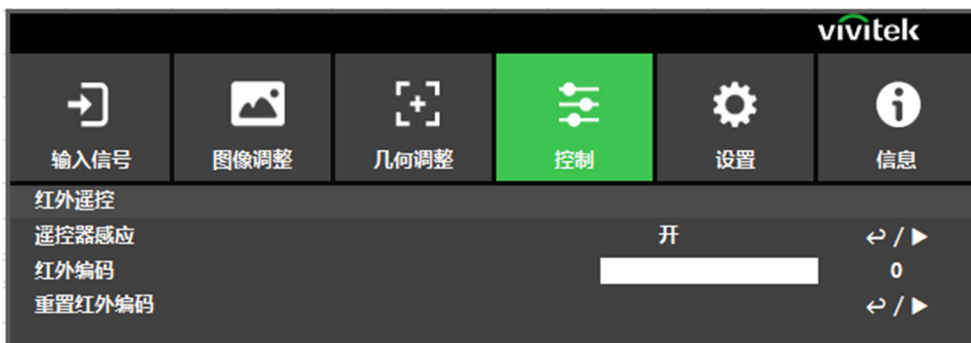 vivitek
输入信号 图像调整 几何调整 控制 设置 信息
红外遥控
遥控器感应 开 /
红外编码 0
重置红外编码 /